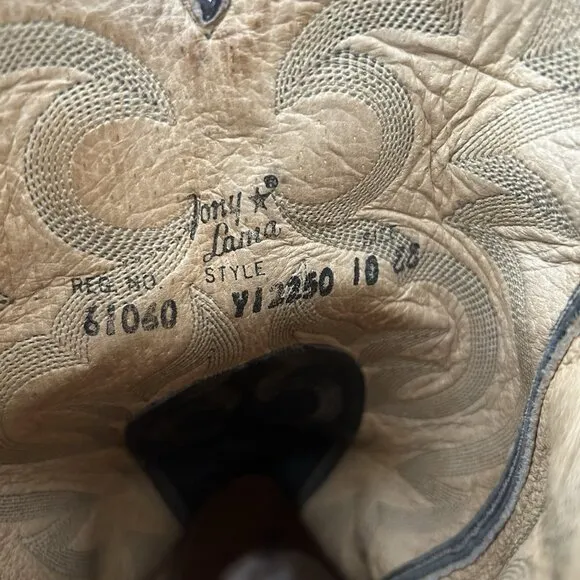 Tony ★®
Lama
REG. NO. STYLE
61060 Y12250 10